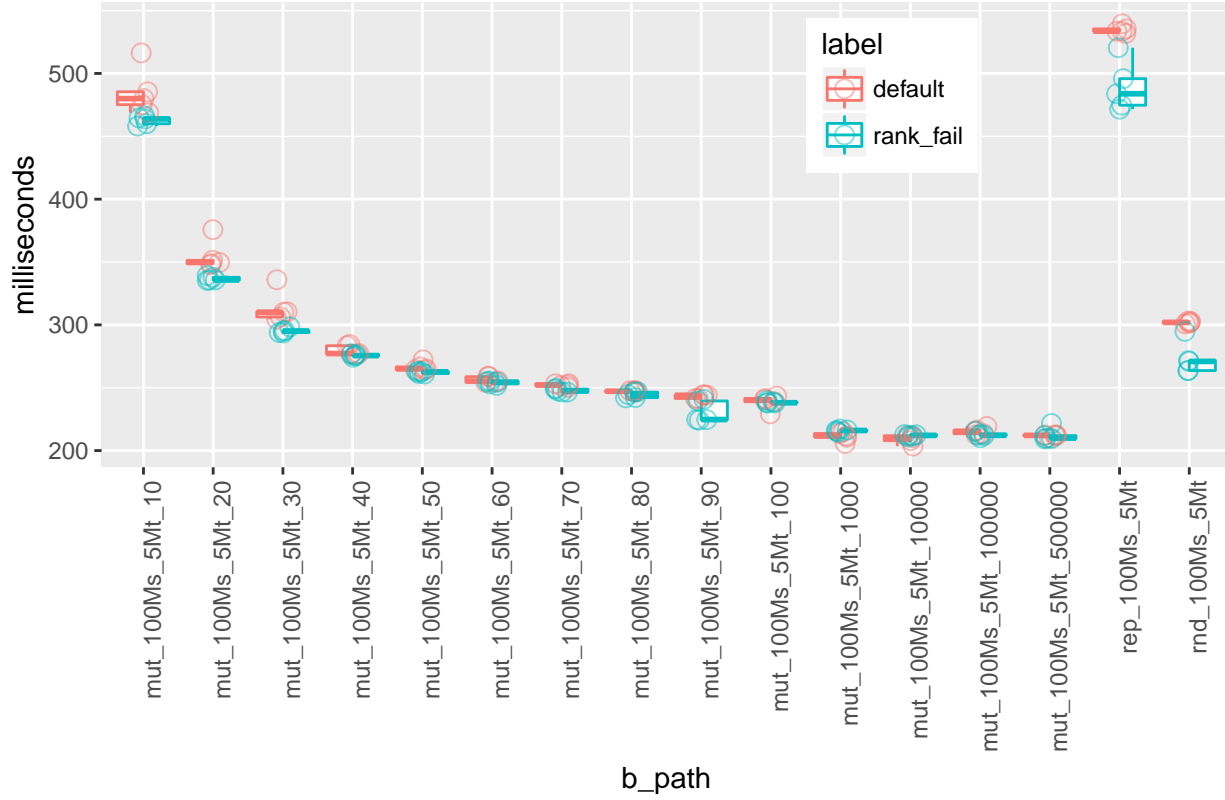 500
400
300
200
milliseconds
label
default
rank_fail
mut_100Ms_5Mt_10
mut_100Ms_5Mt_20
mut_100Ms_5Mt_30
mut_100Ms_5Mt_40
mut_100Ms_5Mt_50
mut_100Ms_5Mt_60
mut_100Ms_5Mt_70
mut_100Ms_5Mt_80
mut_100Ms_5Mt_90
mut_100Ms_5Mt_100
mut_100Ms_5Mt_1000
mut_100Ms_5Mt_10000
mut_100Ms_5Mt_100000
mut_100Ms_5Mt_500000
rep_100Ms_5Mt
rnd_100Ms_5Mt
b_path